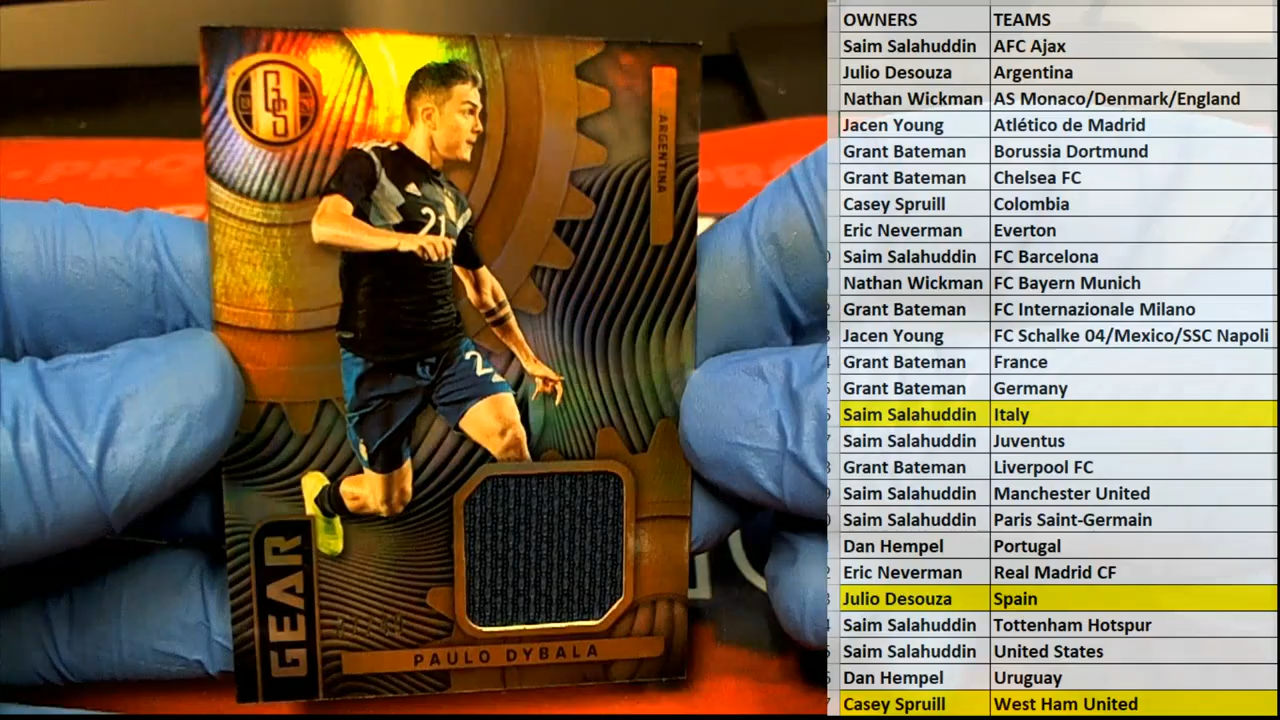 GS
ARGENTINA
21
2
GEAR
PAULO DYBALA
OWNERS TEAMS
Saim Salahuddin AFC Ajax
Julio Desouza Argentina
Nathan Wickman AS Monaco/Denmark/England
Jacen Young Atlético de Madrid
Grant Bateman Borussia Dortmund
Grant Bateman Chelsea FC
Casey Spruill Colombia
Eric Neverman Everton
Saim Salahuddin FC Barcelona
Nathan Wickman FC Bayern Munich
Grant Bateman FC Internazionale Milano
Jacen Young FC Schalke 04/Mexico/SSC Napoli
Grant Bateman France
Grant Bateman Germany
Saim Salahuddin Italy
Saim Salahuddin Juventus
Grant Bateman Liverpool FC
Saim Salahuddin Manchester United
Saim Salahuddin Paris Saint-Germain
Dan Hempel Portugal
Eric Neverman Real Madrid CF
Julio Desouza Spain
Saim Salahuddin Tottenham Hotspur
Saim Salahuddin United States
Dan Hempel Uruguay
Casey Spruill West Ham United